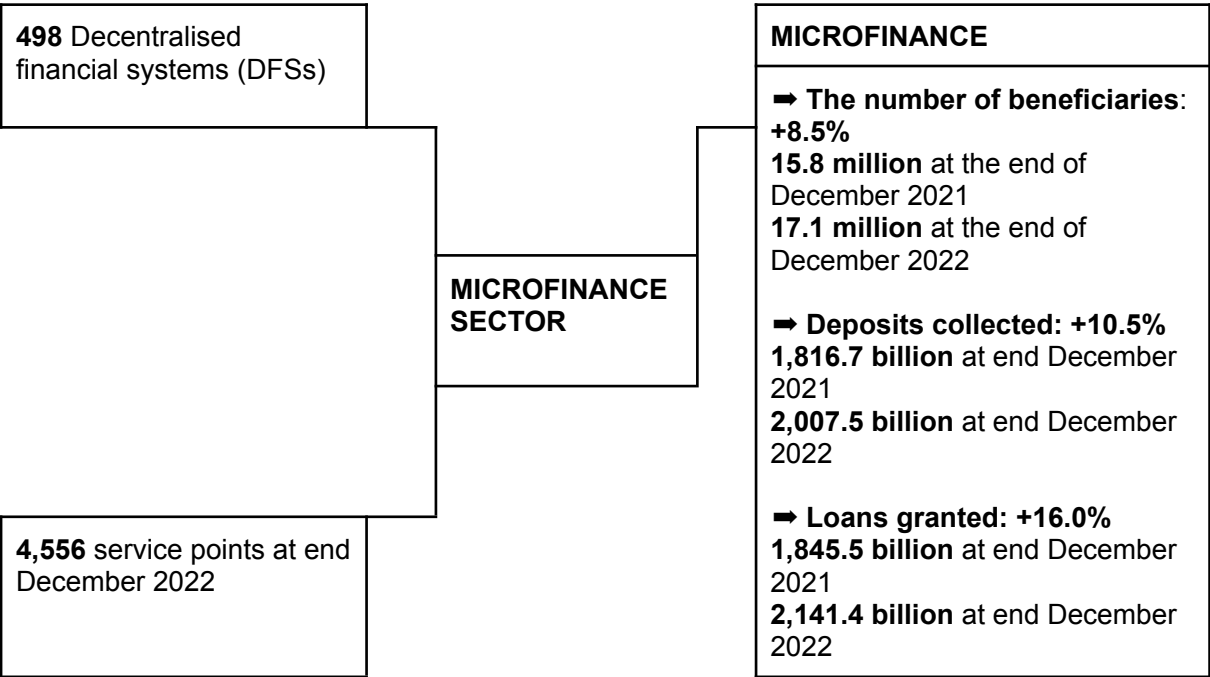 498 Decentralised
financial systems (DFSs)
4,556 service points at end
December 2022
MICROFINANCE
SECTOR
MICROFINANCE
➡ The number of beneficiaries:
+8.5%
15.8 million at the end of
December 2021
17.1 million at the end of
December 2022
➡ Deposits collected: +10.5%
1,816.7 billion at end December
2021
2,007.5 billion at end December
2022
➡ Loans granted: +16.0%
1,845.5 billion at end December
2021
2,141.4 billion at end December
2022